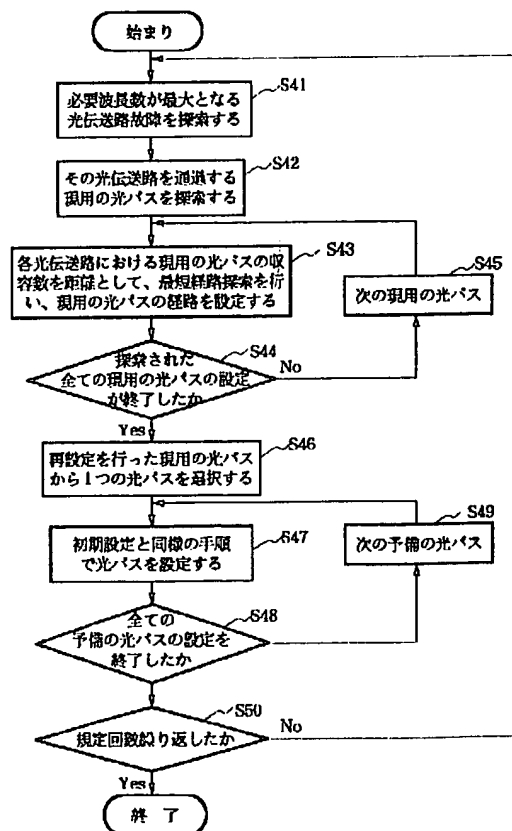 始まり
必要波長数が最大となる
光伝送路故障を探索する
S41
その光伝送路を通過する
現用の光パスを探索する
S42
各光伝送路における現用の光パスの収
容数を距離として、最短経路探索を行
い、現用の光パスの経路を設定する
S43
次の現用の光パス
S45
探索された
全ての現用の光パスの設定
が終了したか
S44
No
Yes
再設定を行った現用の光パス
から1つの光パスを選択する
S46
初期設定と同様の手順
で光パスを設定する
S47
次の予備の光パス
S49
全ての
予備の光パスの設定を
終了したか
S48
規定回数繰り返したか
S50
No
Yes
終了